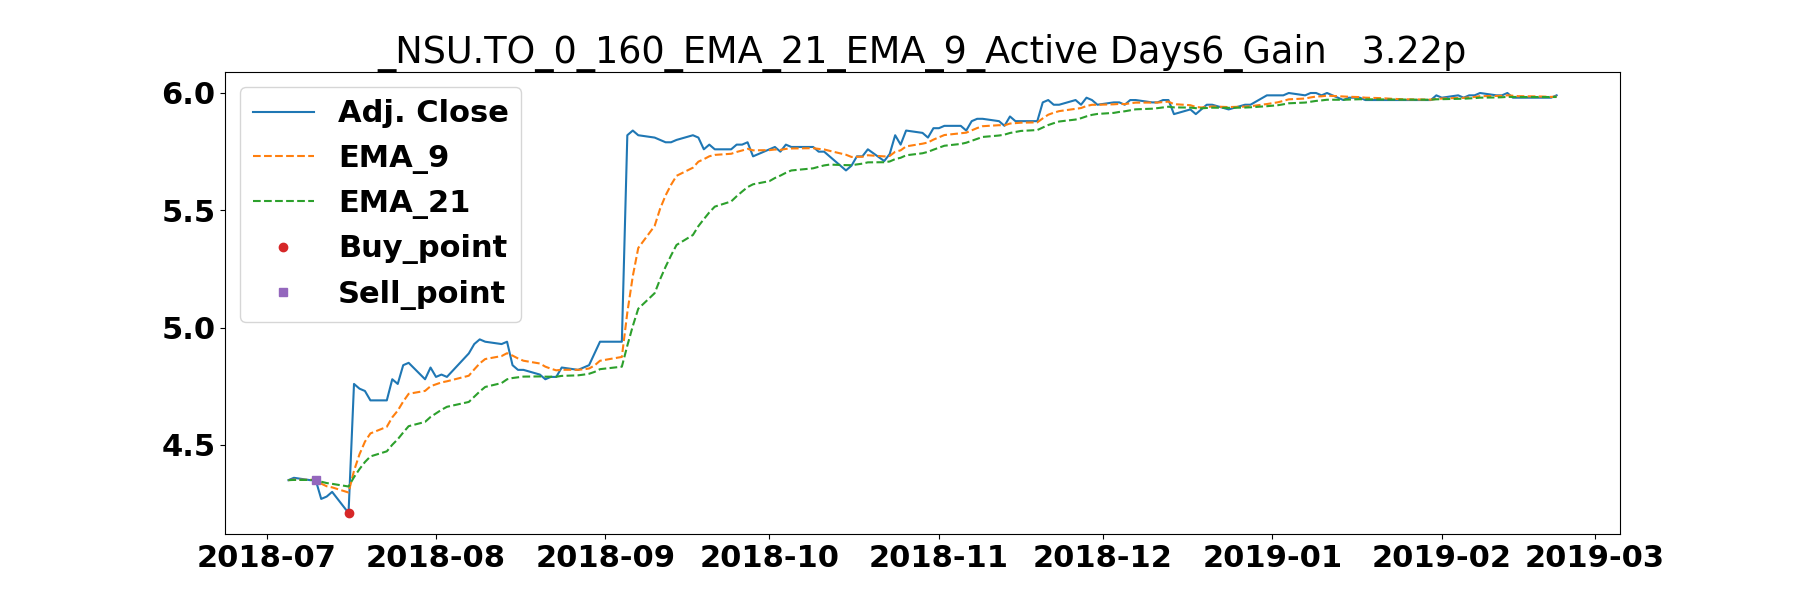 _NSU.TO_0_160_EMA_21_EMA_9_Active Days6_Gain   3.22p
Adj. Close
EMA_9
EMA_21
Buy_point
Sell_point
6.0
5.5
5.0
4.5
2018-07 2018-08 2018-09 2018-10 2018-11 2018-12 2019-01 2019-02 2019-03